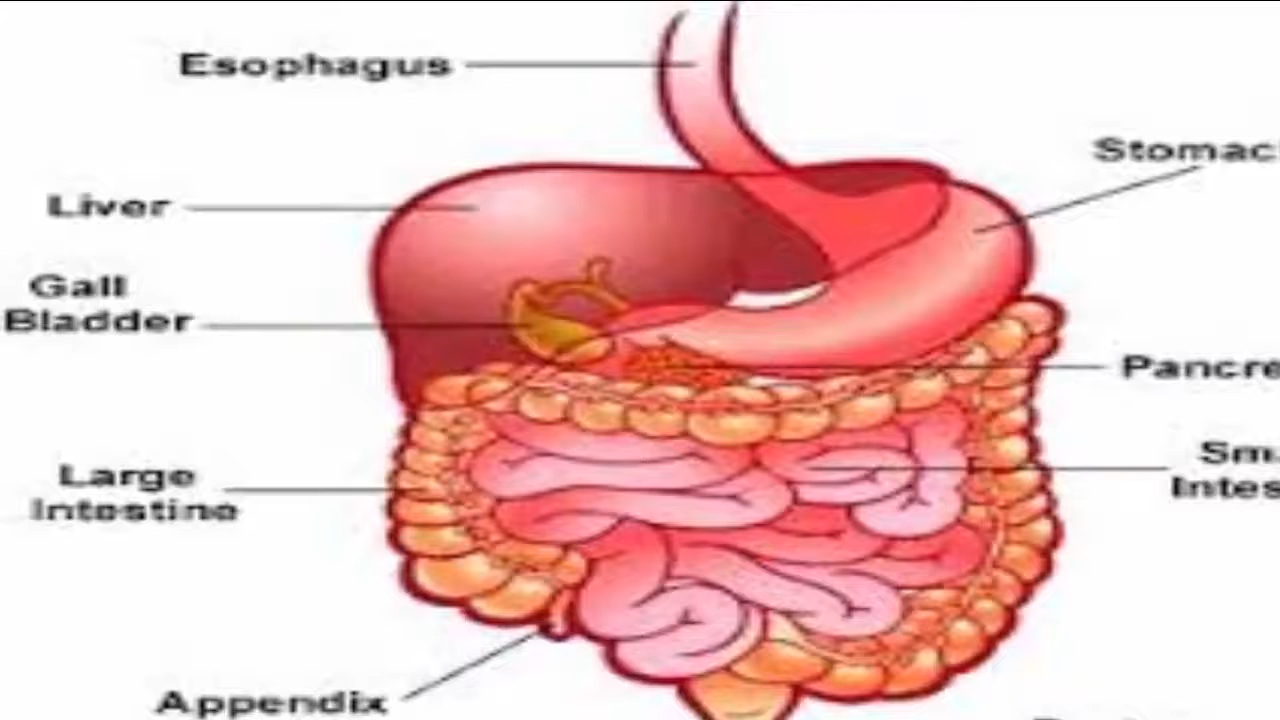 Esophagus
Stomac
Liver
Gall
Bladder
Pancre
Large
Intestine
Sm
Intes
Appendix